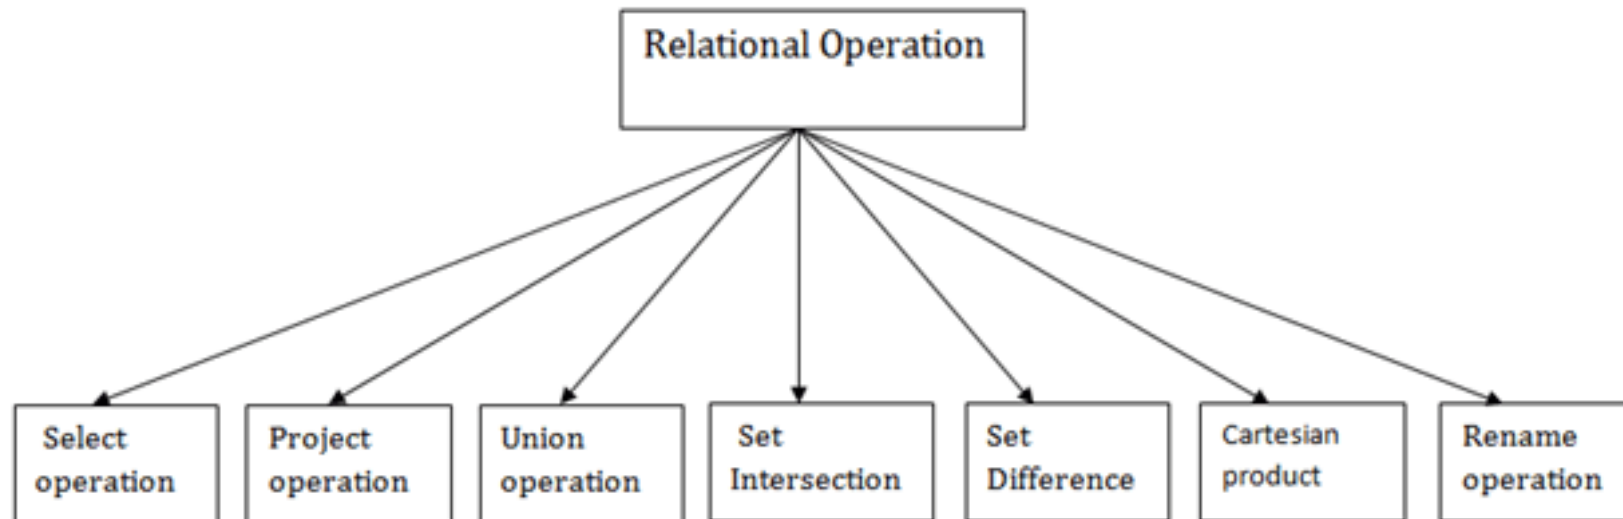 Relational Operation
Select
operation
Project
operation
Union
operation
Set
Intersection
Set
Difference
Cartesian
product
Rename
operation